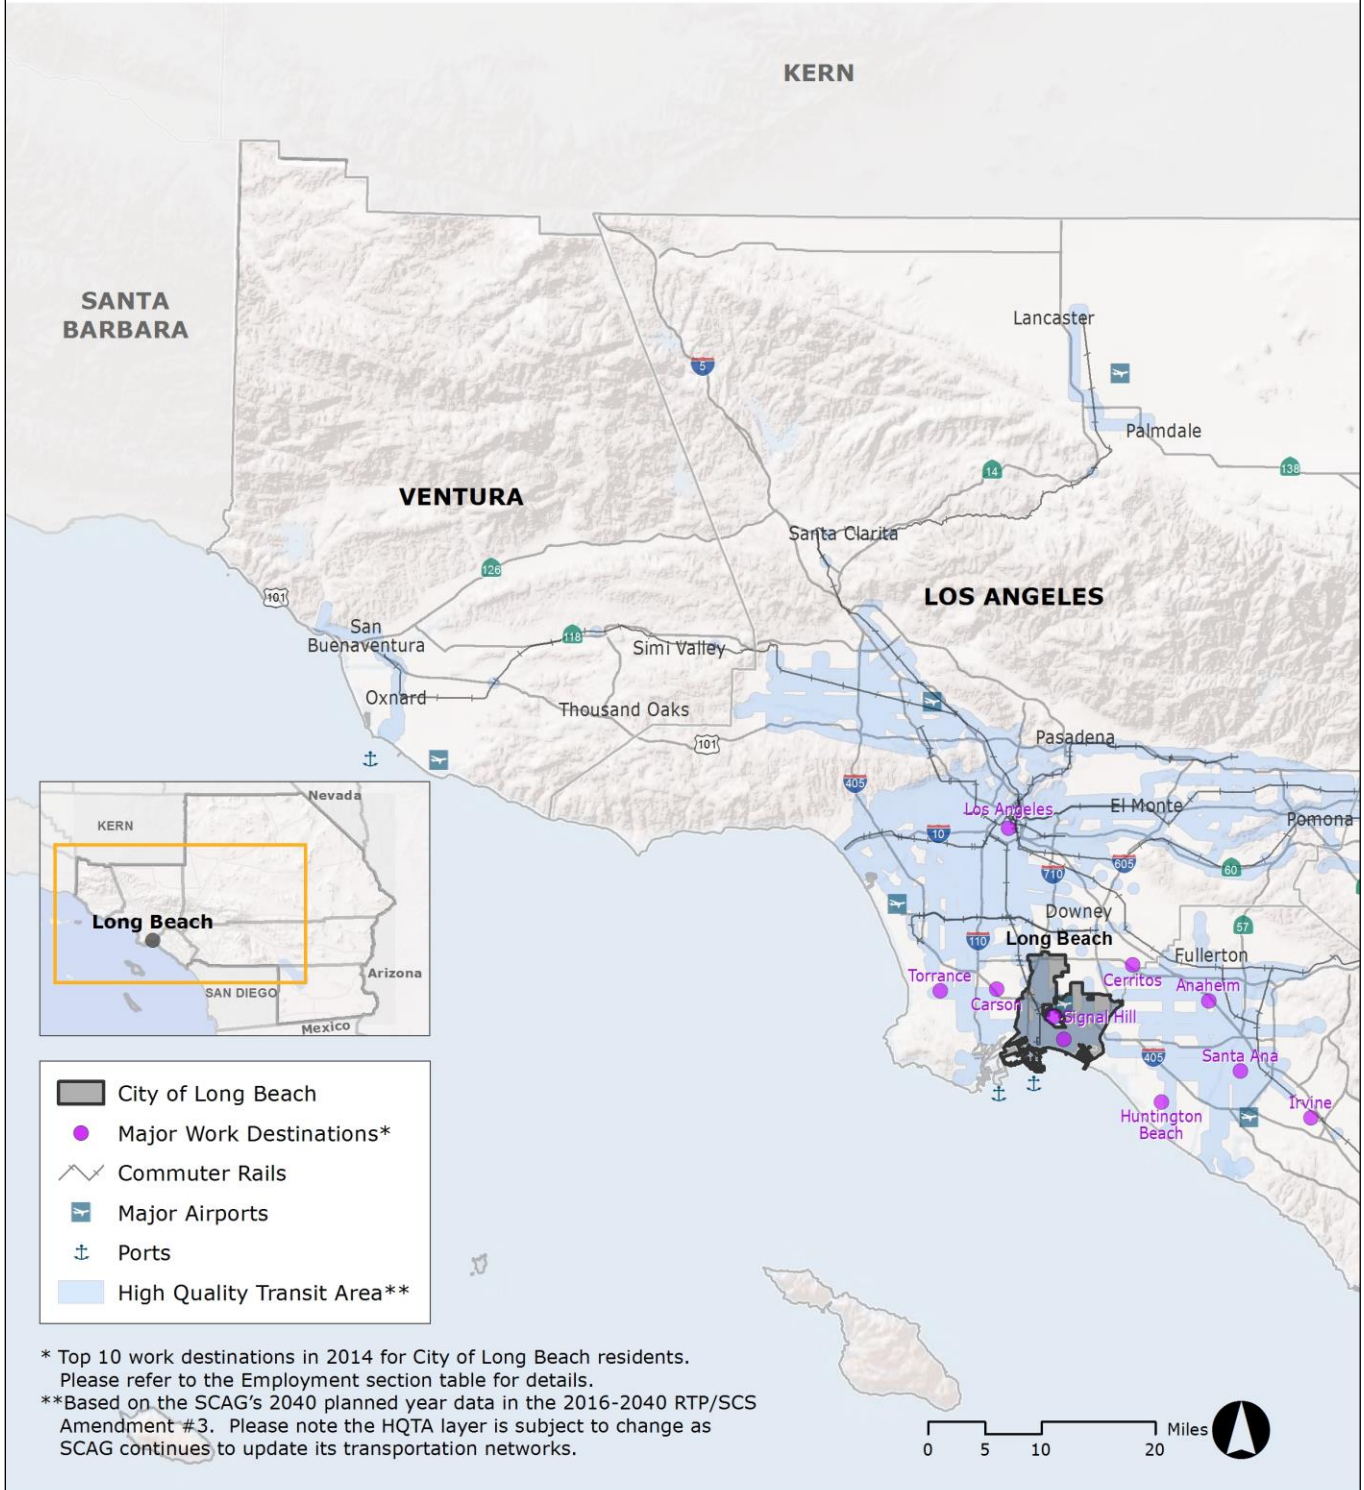 KERN
SANTA
BARBARA
Lancaster
5
Palmdale
14
138
VENTURA
Santa Clarita
126
LOS ANGELES
101
San
Buenaventura
118
Simi Valley
Oxnard
Thousand Oaks
101
Pasadena
405
Los Angeles
El Monte
10
Pomona
605
710
60
Downey
57
110
Long Beach
Fullerton
Torrance
Cerritos
Anaheim
Carson
Signal Hill
405
Santa Ana
Huntington
Beach
Irvine
Nevada
KERN
Long Beach
Arizona
SAN DIEGO
Mexico
City of Long Beach
Major Work Destinations*
Commuter Rails
Major Airports
Ports
High Quality Transit Area**
* Top 10 work destinations in 2014 for City of Long Beach residents.
Please refer to the Employment section table for details.
**Based on the SCAG's 2040 planned year data in the 2016-2040 RTP/SCS
Amendment #3. Please note the HQTA layer is subject to change as
SCAG continues to update its transportation networks.
0 5 10 20 Miles